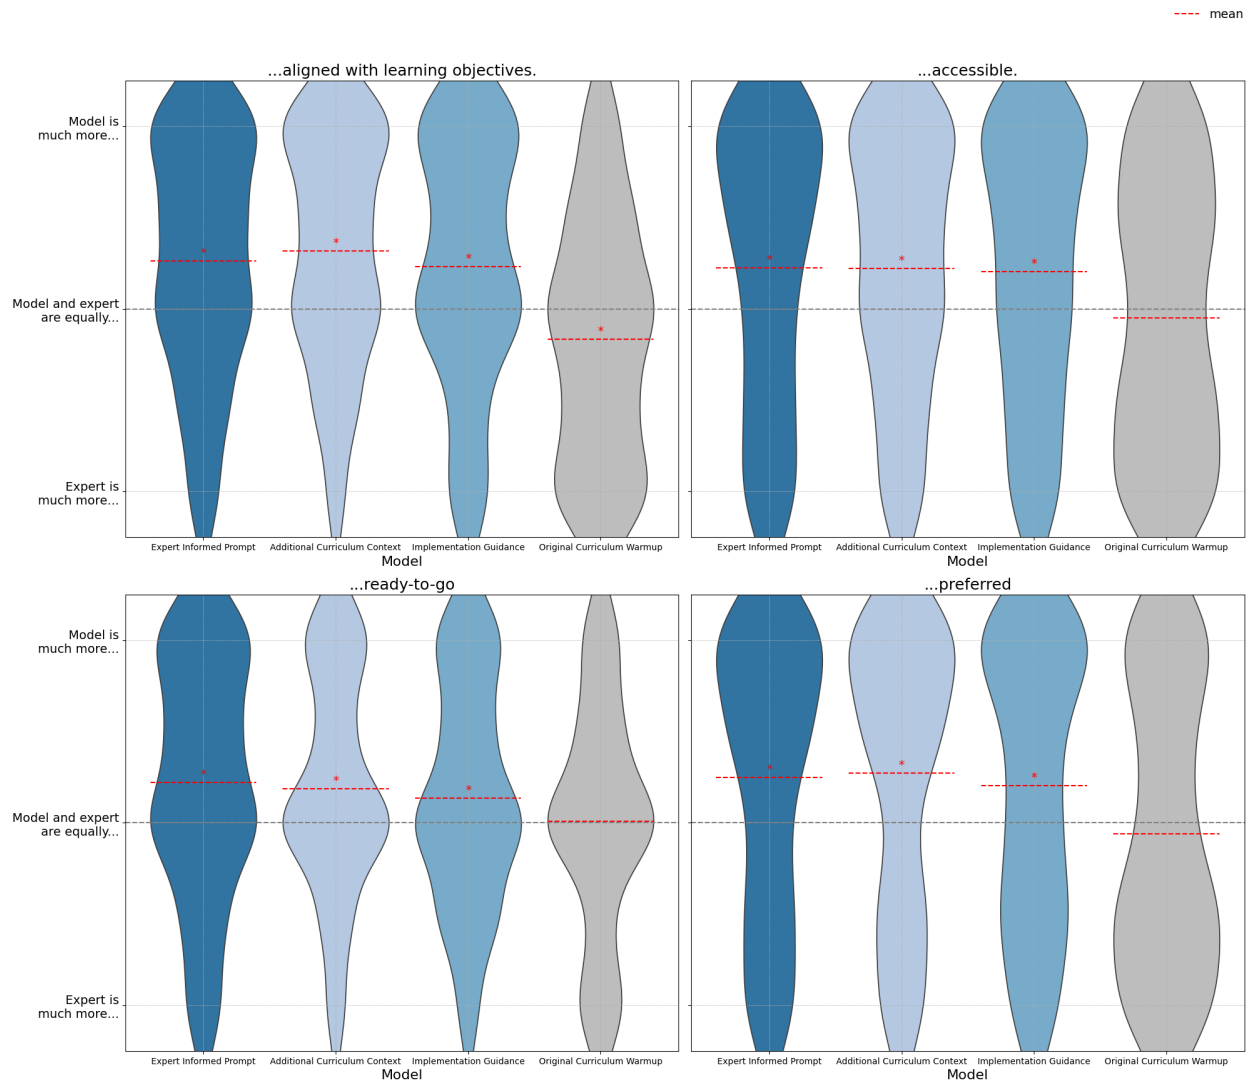 mean
...aligned with learning objectives.
...accessible.
Model is
much more...
Model and expert
are equally...
Expert is
much more...
*
*
*
*
*
*
*
Expert Informed Prompt
Additional Curriculum Context
Implementation Guidance
Original Curriculum Warmup
Model
Expert Informed Prompt
Additional Curriculum Context
Implementation Guidance
Original Curriculum Warmup
Model
...ready-to-go
...preferred
Model is
much more...
Model and expert
are equally...
Expert is
much more...
*
*
*
*
*
*
Expert Informed Prompt
Additional Curriculum Context
Implementation Guidance
Original Curriculum Warmup
Model
Expert Informed Prompt
Additional Curriculum Context
Implementation Guidance
Original Curriculum Warmup
Model